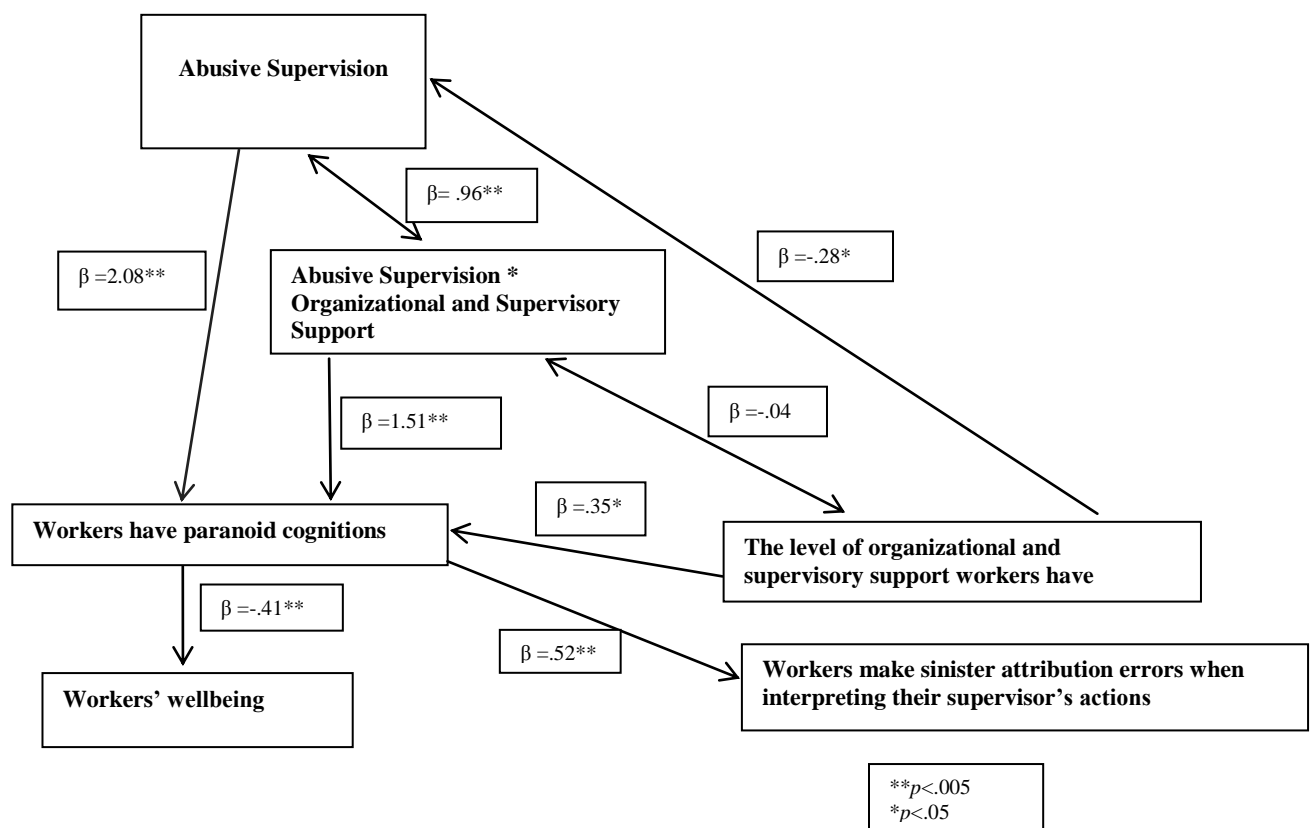 Abusive Supervision
β= .96**
β=-.28*
β =2.08**
Abusive Supervision *
Organizational and Supervisory
Support
β =-.04
β =1.51**
β =.35*
Workers have paranoid cognitions
The level of organizational and
supervisory support workers have
β =-.41**
β =.52**
Workers make sinister attribution errors when
interpreting their supervisor’s actions
Workers’ wellbeing
**p<.005
*p<.05